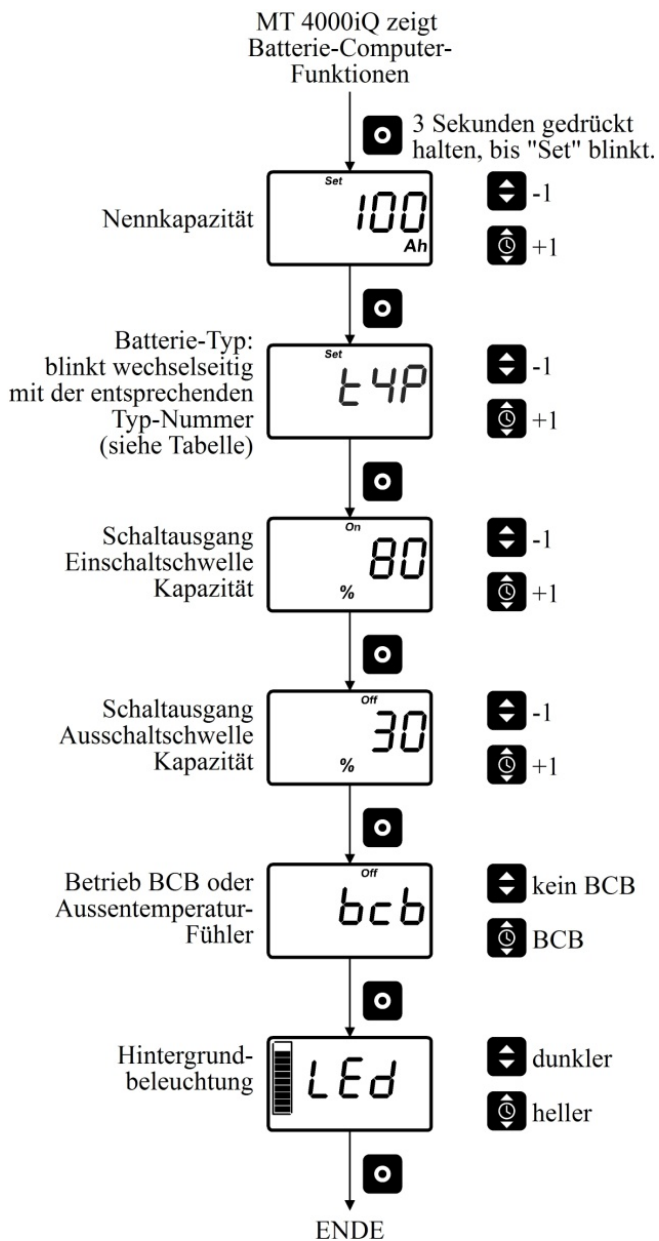 MT 4000iQ zeigt
Batterie-Computer-
Funktionen
3 Sekunden gedrückt
halten, bis "Set" blinkt.
Nennkapazität
Set
100
Ah
-1
+1
Batterie-Typ:
blinkt wechselseitig
mit der entsprechenden
Typ-Nummer
(siehe Tabelle)
Set
tYP
-1
+1
Schaltausgang
Einschaltschwelle
Kapazität
On
80
%
-1
+1
Schaltausgang
Ausschaltschwelle
Kapazität
Off
30
%
-1
+1
Betrieb BCB oder
Aussentemperatur-
Fühler
Off
bcb
kein BCB
BCB
Hintergrund-
beleuchtung
LEd
dunkler
heller
ENDE